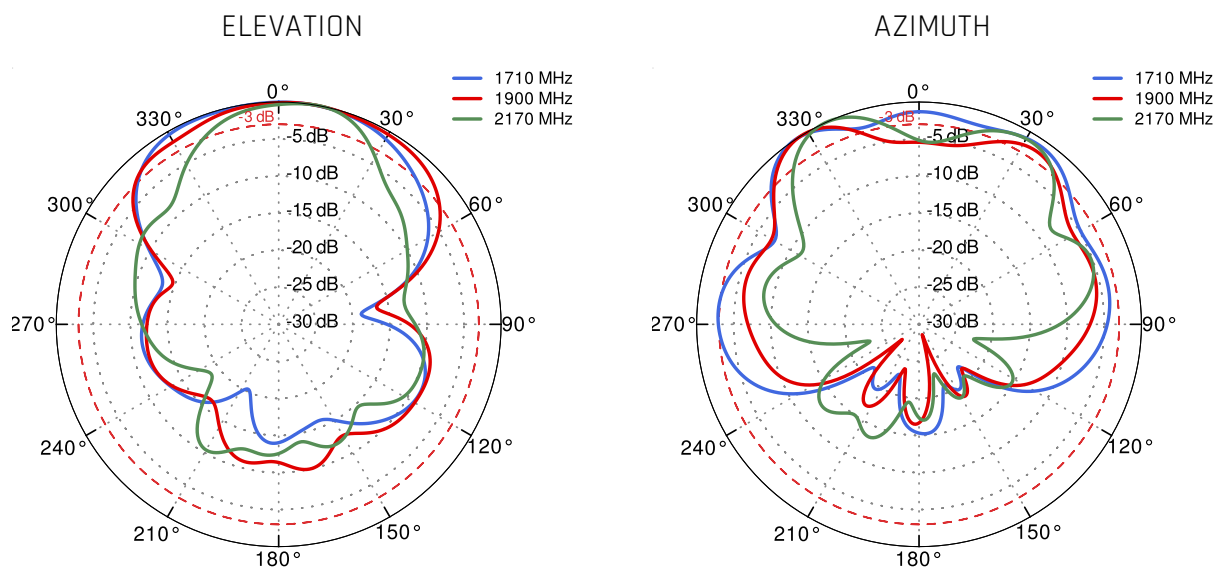 ELEVATION
1710 MHz
1900 MHz
2170 MHz
0°
330°
-3 dB
30°
-5 dB
-10 dB
300°
60°
-15 dB
-20 dB
-25 dB
270°
-30 dB
90°
240°
120°
210°
150°
180°
AZIMUTH
1710 MHz
1900 MHz
2170 MHz
0°
330°
-3 dB
30°
-5 dB
-10 dB
300°
60°
-15 dB
-20 dB
-25 dB
270°
-30 dB
90°
240°
120°
210°
150°
180°